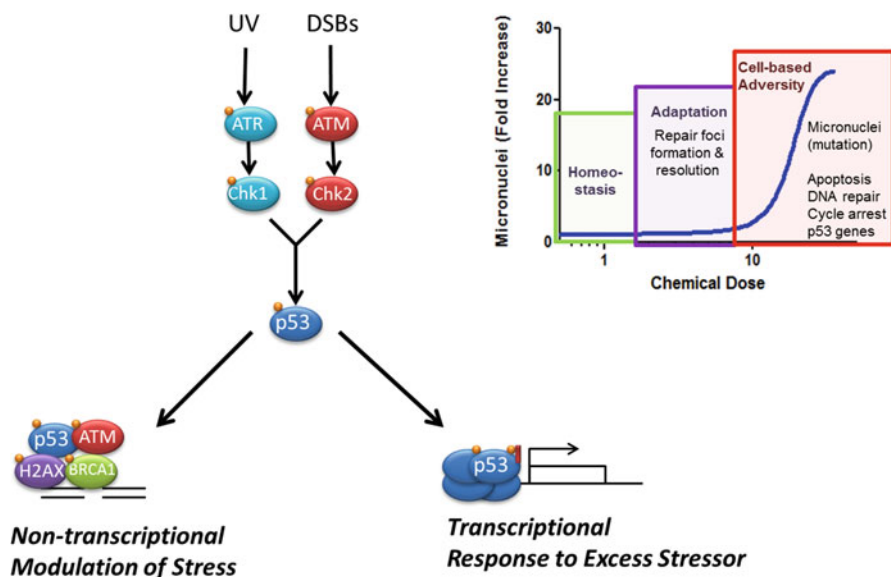 UV DSBs
ATR ATM
Chk1 Chk2
p53
p53 ATM
H2AX BRCA1
Non-transcriptional
Modulation of Stress
p53
Transcriptional
Response to Excess Stressor
Micronuclei (Fold Increase)
30
20
10
0
1
10
Chemical Dose
Homeo-
stasis
Adaptation
Repair foci
formation &
resolution
Cell-based
Adversity
Micronuclei
(mutation)
Apoptosis
DNA repair
Cycle arrest
p53 genes